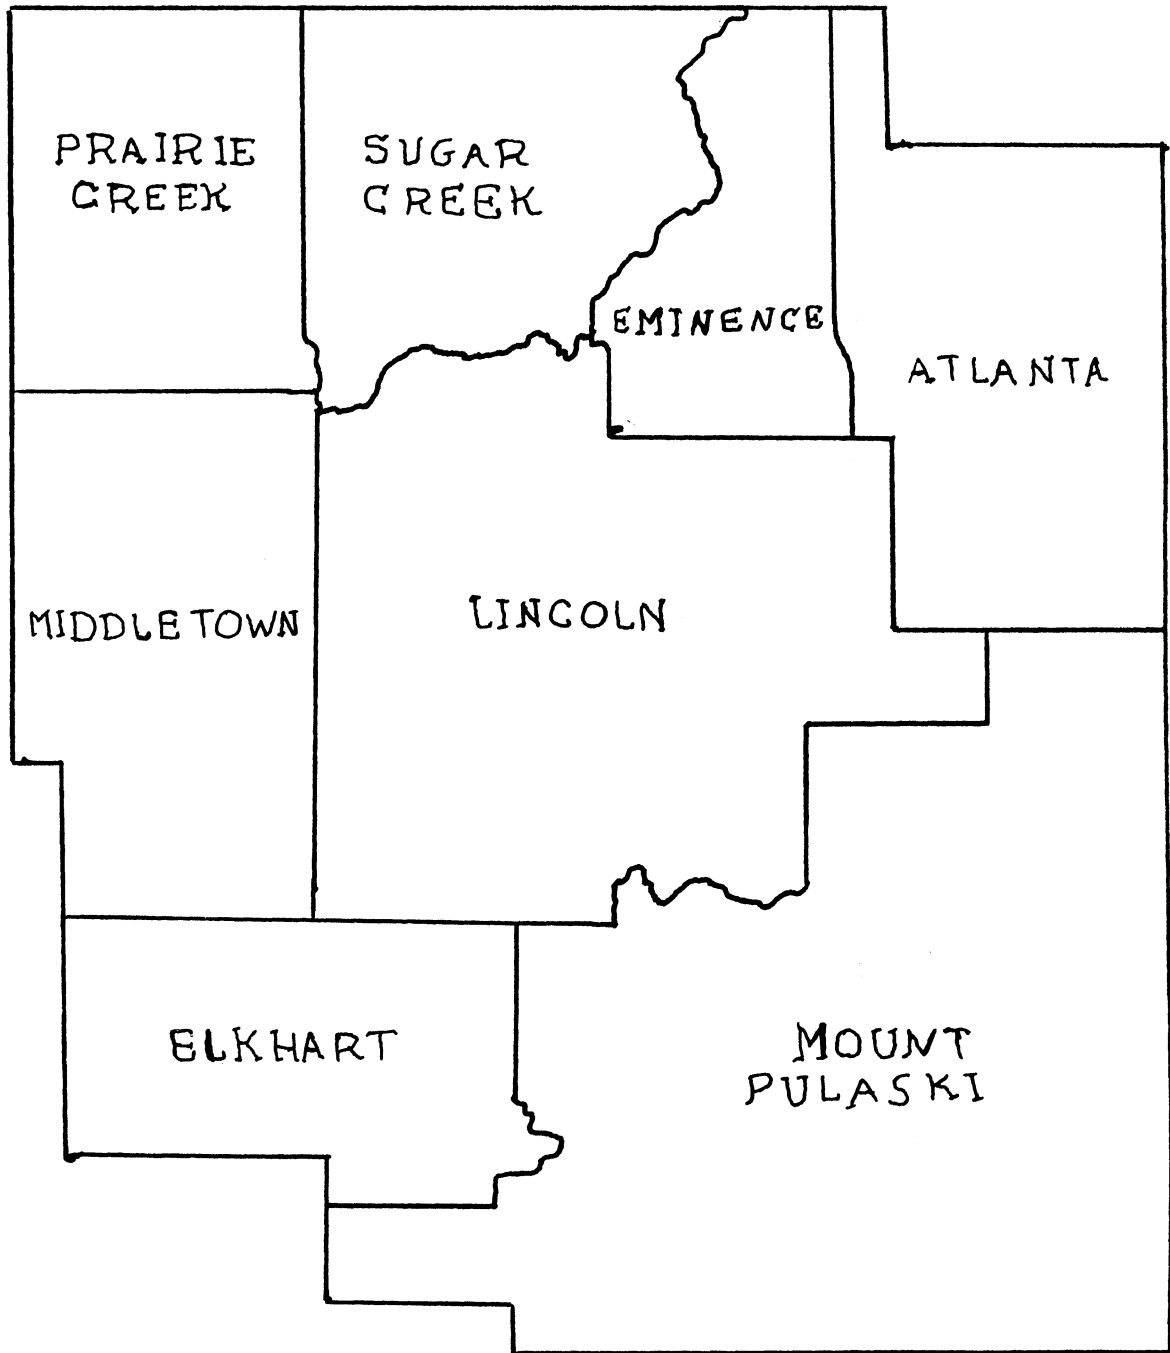 PRAIRIE
CREEK
SUGAR
CREEK
EMINENCE
ATLANTA
MIDDLETOWN
LINCOLN
ELKHART
MOUNT
PULASKI